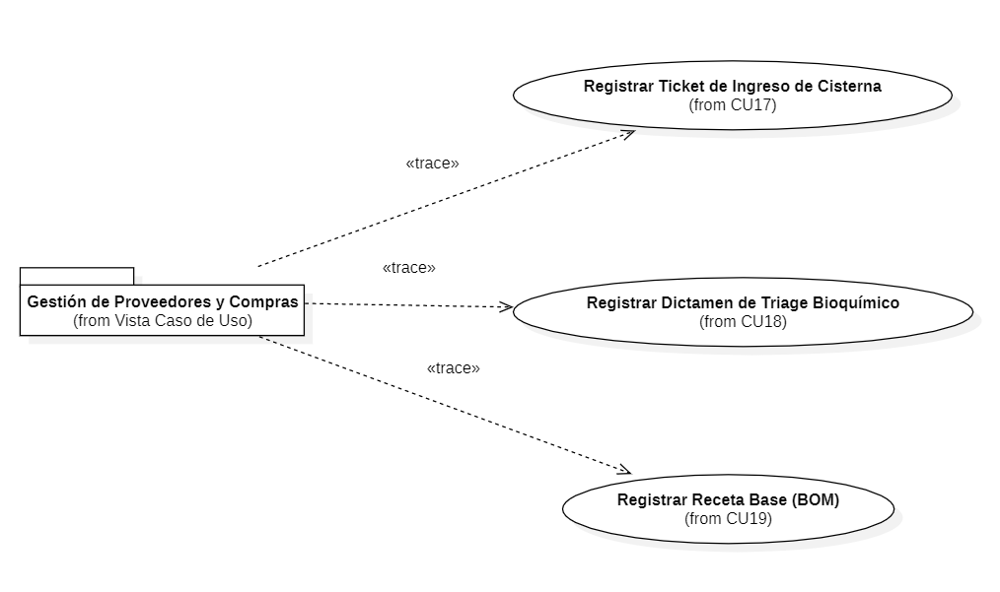 Registrar Ticket de Ingreso de Cisterna
(from CU17)
«trace»
«trace»
Gestión de Proveedores y Compras
(from Vista Caso de Uso)
Registrar Dictamen de Triage Bioquímico
(from CU18)
«trace»
Registrar Receta Base (BOM)
(from CU19)